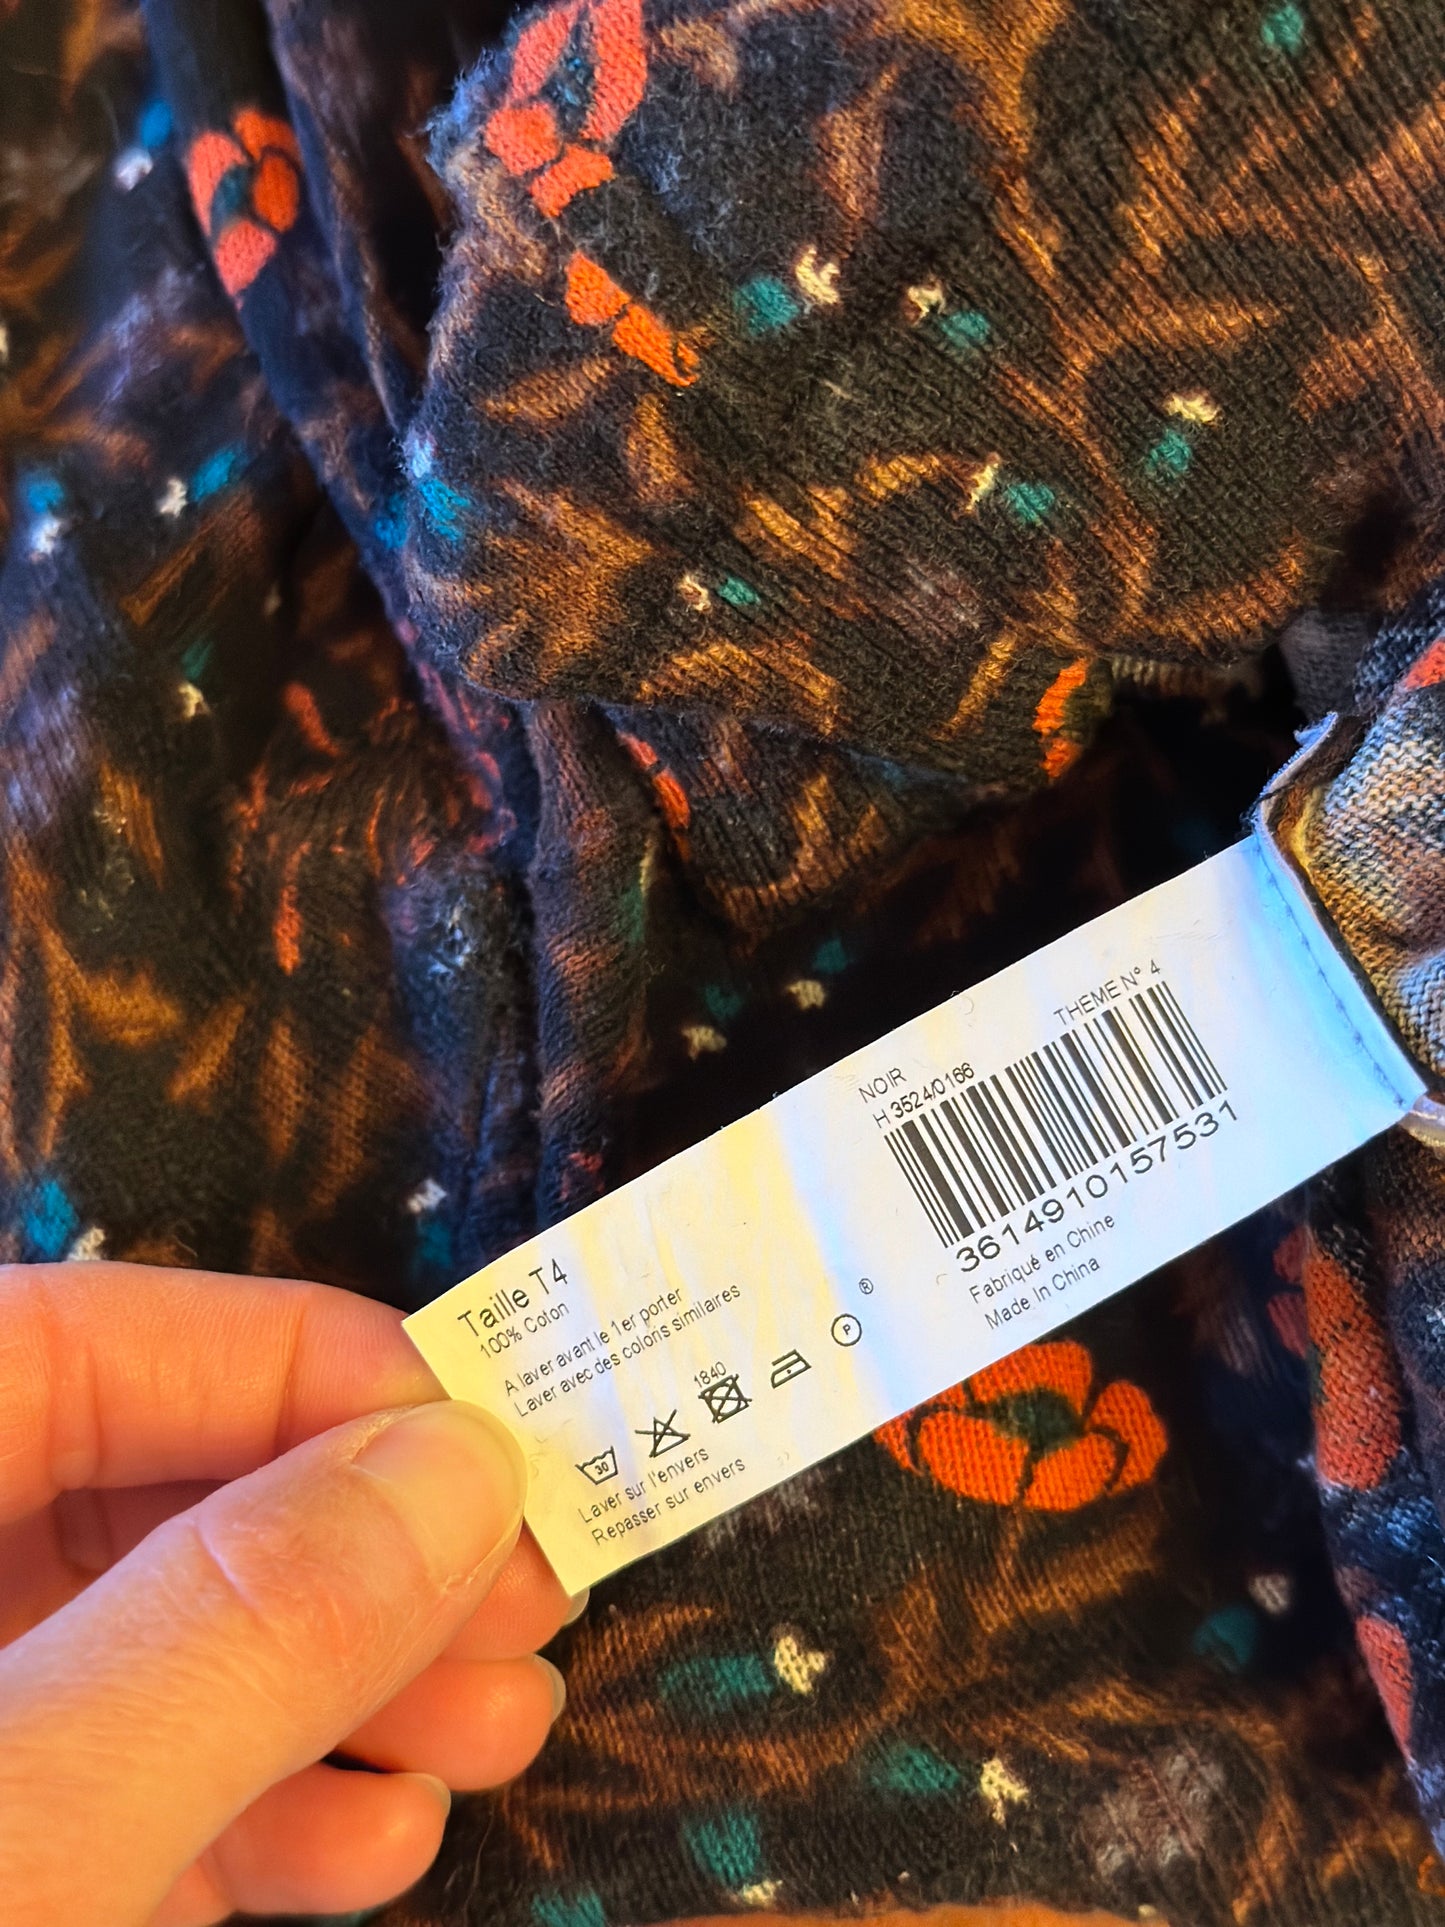 THEME N° 4
NOIR
H 3524/0166
3614910157531
Fabriqué en Chine
Made In China
Taille T4
100% Coton
A laver avant le 1er porter
Laver avec des coloris similaires
®
1840
30
P
Laver sur l'envers
Repasser sur envers